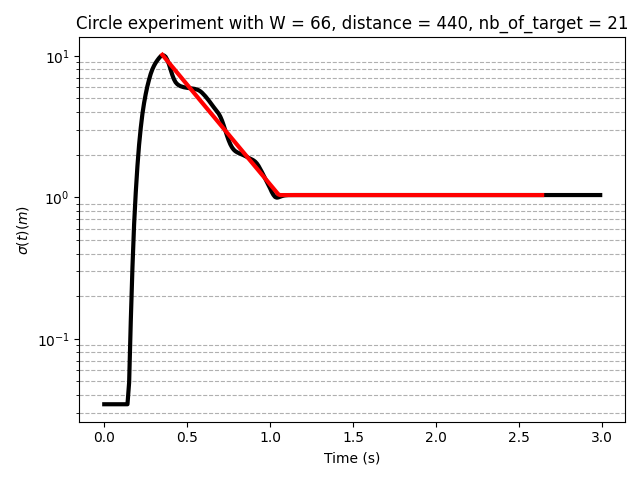 Circle experiment with W = 66, distance = 440, nb_of_target = 21
10¹
10⁰
10⁻¹
σ(t)(m)
0.0 0.5 1.0 1.5 2.0 2.5 3.0
Time (s)